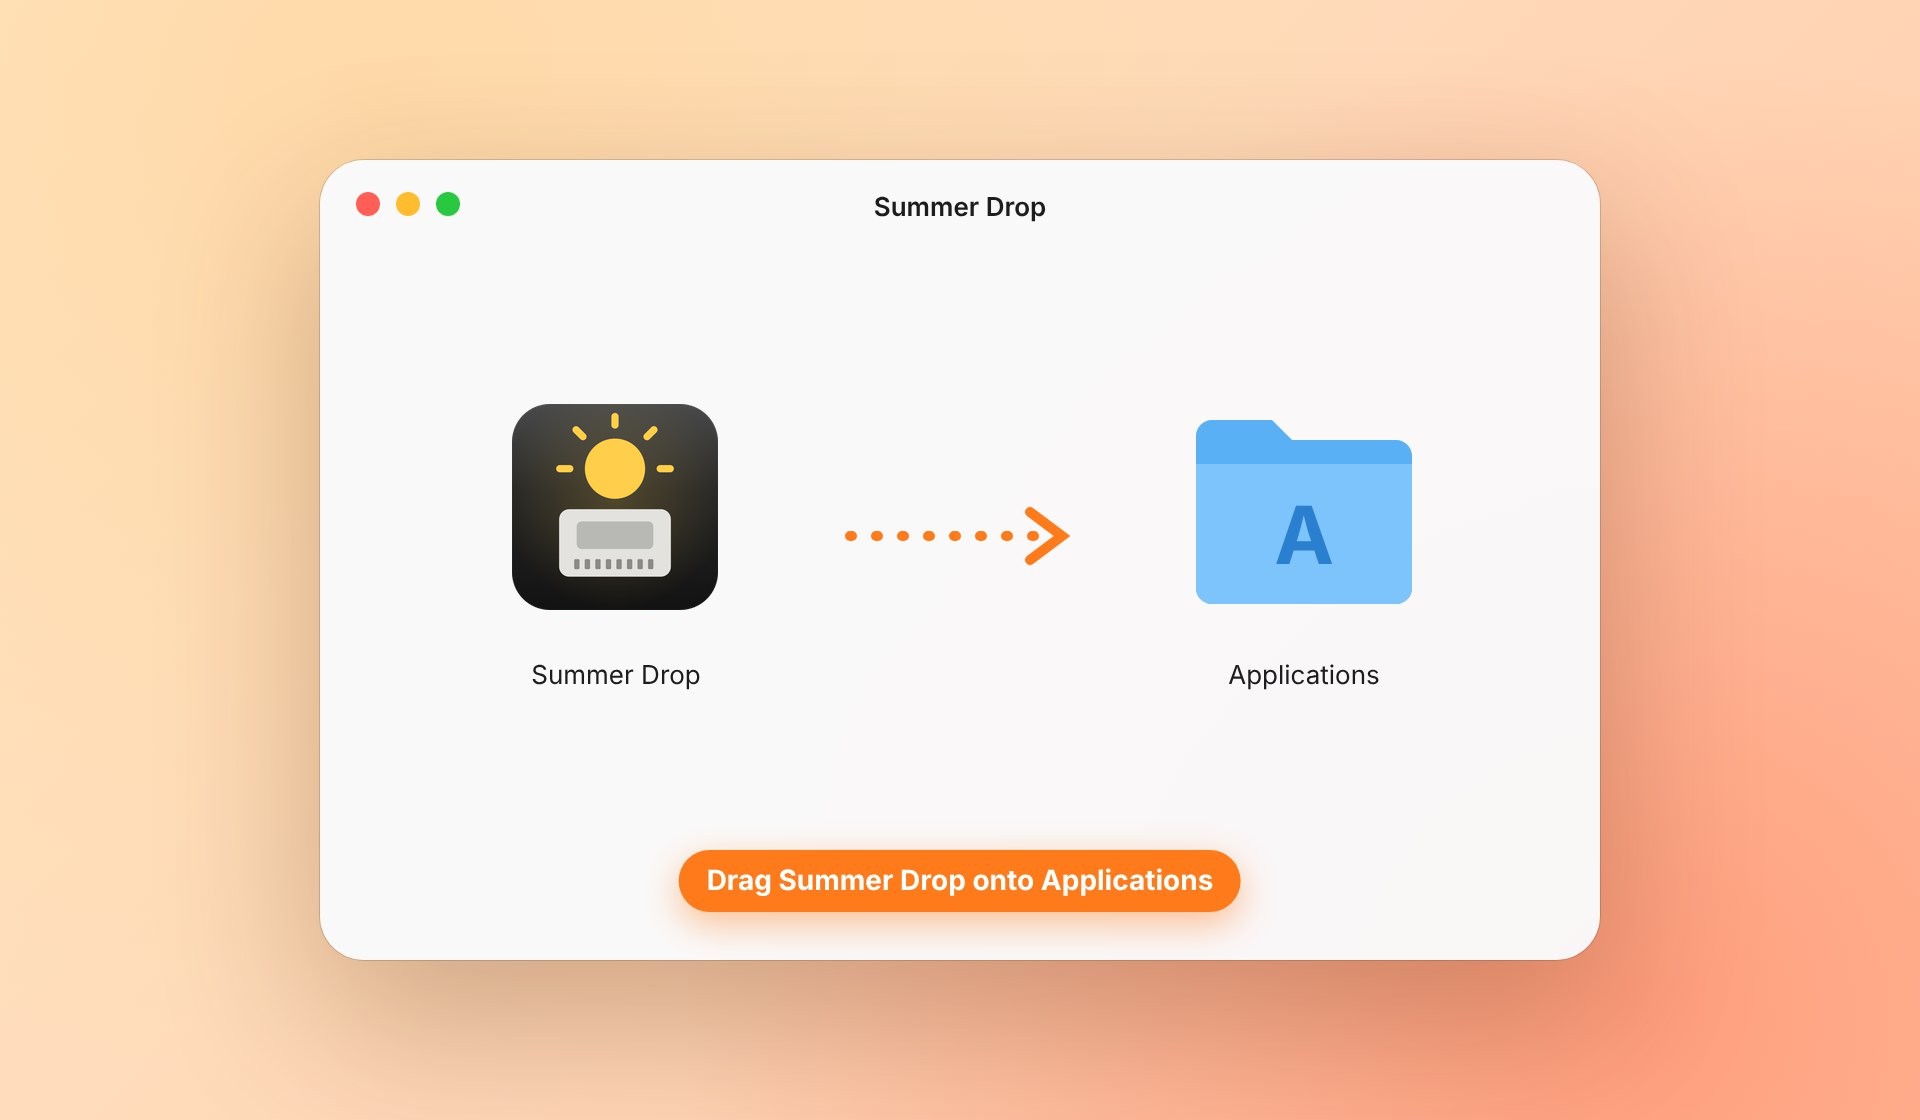 Summer Drop
Summer Drop
Applications
A
Drag Summer Drop onto Applications